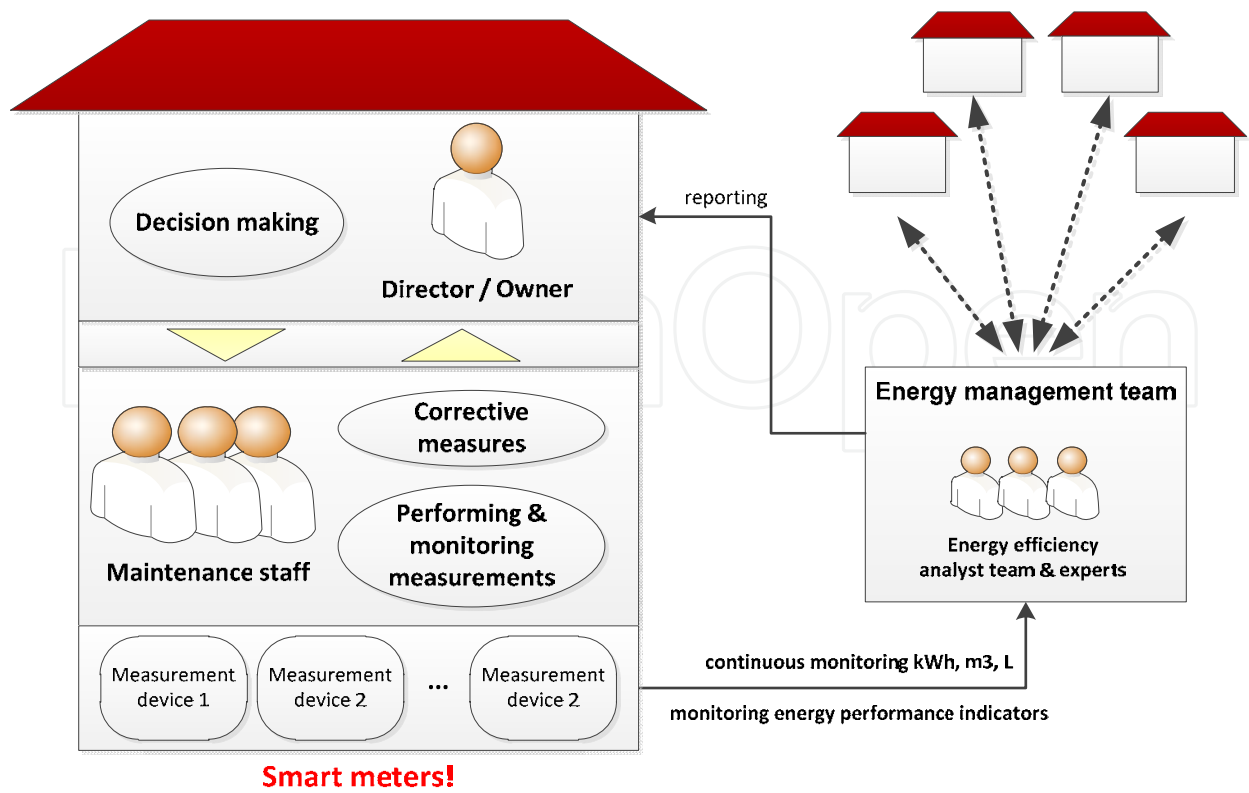 reporting
Decision making
Director / Owner
Energy management team
Corrective
measures
Performing &
monitoring
measurements
Maintenance staff
Energy efficiency
analyst team & experts
Measurement
device 1
Measurement
device 2
...
Measurement
device 2
continuous monitoring kWh, m3, L
monitoring energy performance indicators
Smart meters!